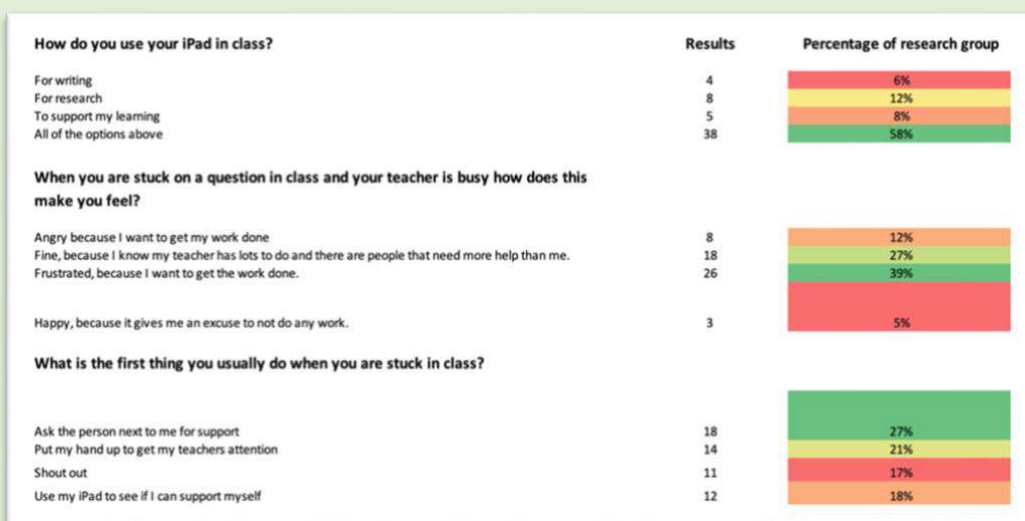 How do you use your iPad in class? Results Percentage of research group
For writing 4 6%
For research 8 12%
To support my learning 5 8%
All of the options above 38 58%
When you are stuck on a question in class and your teacher is busy how does this
make you feel?
Angry because I want to get my work done 8 12%
Fine, because I know my teacher has lots to do and there are people that need more help than me. 18 27%
Frustrated, because I want to get the work done. 26 39%
Happy, because it gives me an excuse to not do any work. 3 5%
What is the first thing you usually do when you are stuck in class?
Ask the person next to me for support 18 27%
Put my hand up to get my teachers attention 14 21%
Shout out 11 17%
Use my iPad to see if I can support myself 12 18%